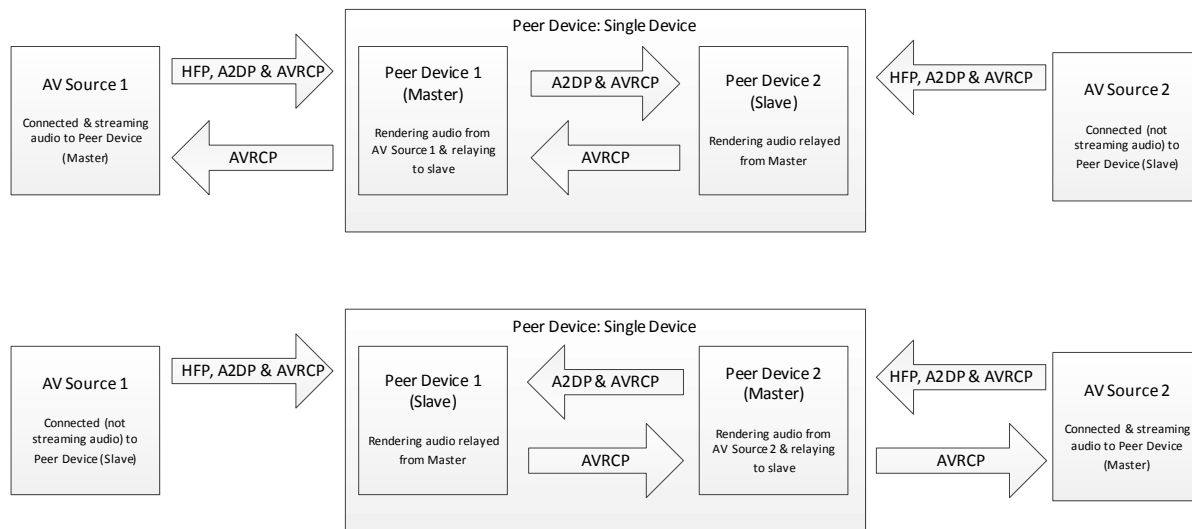 Peer Device: Single Device
AV Source 1
Connected & streaming
audio to Peer Device
(Master)
HFP, A2DP & AVRCP
AVRCP
Peer Device 1
(Master)
Rendering audio from
AV Source 1 & relaying
to slave
A2DP & AVRCP
AVRCP
Peer Device 2
(Slave)
Rendering audio relayed
from Master
HFP, A2DP & AVRCP
AV Source 2
Connected (not
streaming audio) to
Peer Device (Slave)
Peer Device: Single Device
AV Source 1
Connected (not
streaming audio) to
Peer Device (Slave)
HFP, A2DP & AVRCP
Peer Device 1
(Slave)
Rendering audio relayed
from Master
A2DP & AVRCP
AVRCP
Peer Device 2
(Master)
Rendering audio from
AV Source 2 & relaying
to slave
HFP, A2DP & AVRCP
AVRCP
AV Source 2
Connected & streaming
audio to Peer Device
(Master)